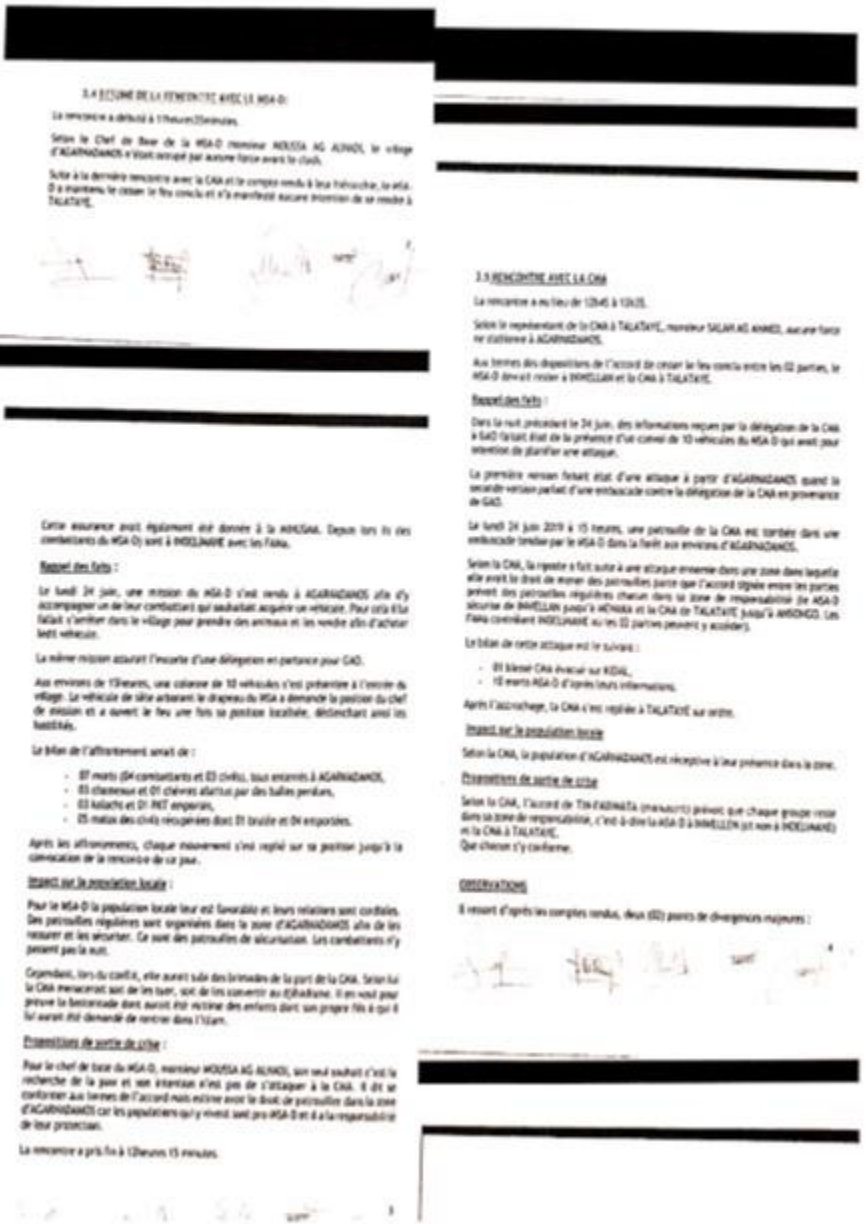 3.4 RESUME DE LA RENCONTRE AVEC LE MSA-D:
La rencontre a débuté à 11heures25minutes.
Selon le Chef de Base de la MSA-D monsieur MOUSSA AG ALHADI, le village
d'AGARNADAMOS n'était occupé par aucune force avant le clash.
Suite à la dernière rencontre avec la CMA et le compte rendu à leur hiérarchie, le MSA-
D a maintenu le cesser le feu conclu et n'a manifesté aucune intention de se rendre à
TALATAYE.
Cette assurance avait également été donnée à la MINUSMA. Depuis lors ils (les
combattants du MSA-D) sont à INDELIMANE avec les FAMa.
Rappel des faits :
Le lundi 24 juin, une mission du MSA-D s'est rendu à AGARNADAMOS afin d'y
accompagner un de leur combattant qui souhaitait acquérir un véhicule. Pour cela il lui
fallait s'arrêter dans le village pour prendre des animaux et les vendre afin d'acheter
ledit véhicule.
La même mission assurait l'escorte d'une délégation en partance pour GAO.
Aux environs de 15heures, une colonne de 10 véhicules s'est présentée à l'entrée du
village. Le véhicule de tête arborant le drapeau du MSA a demandé la position du chef
de mission et a ouvert le feu une fois sa position localisée, déclenchant ainsi les
hostilités.
Le bilan de l'affrontement serait de :
- 07 morts (04 combattants et 03 civils), tous enterrés à AGARNADAMOS,
- 03 chameaux et 01 chèvres abattus par des balles perdues,
- 03 kalachs et 01 PKT emportés,
- 05 motos des civils récupérées dont 01 brulée et 04 emportées.
Après les affrontements, chaque mouvement s'est replié sur sa position jusqu'à la
convocation de la rencontre de ce jour.
Impact sur la population locale :
Pour le MSA-D la population locale leur est favorable et leurs relations sont cordiales.
Des patrouilles régulières sont organisées dans la zone d'AGARNADAMOS afin de les
rassurer et les sécuriser. Ce sont des patrouilles de sécurisation. Les combattants n'y
passent pas la nuit.
Cependant, lors du conflit, elle aurait subi des brimades de la part de la CMA. Selon lui
la CMA menacerait soit de les tuer, soit de les convertir au djihadisme. Il en veut pour
preuve la bastonnade dont aurait été victime des enfants dont son propre fils à qui il
lui aurait été demandé de rentrer dans l'Islam.
Propositions de sortie de crise :
Pour le chef de base du MSA-D, monsieur MOUSSA AG ALHADI, son seul souhait c'est la
recherche de la paix et son intention n'est pas de s'attaquer à la CMA. Il dit se
conformer aux termes de l'accord mais estime avoir le droit de patrouiller dans la zone
d'AGARNADAMOS car les populations qui y vivent sont pro MSA-D et il a la responsabilité
de leur protection.
La rencontre a pris fin à 12heures 15 minutes.
3
3.5 RENCONTRE AVEC LA CMA
La rencontre a eu lieu de 12h45 à 13h35.
Selon le représentant de la CMA à TALATAYE, monsieur SALAH AG AHMED, aucune force
ne stationne à AGARNADAMOS.
Aux termes des dispositions de l'accord de cesser le feu conclu entre les 02 parties, le
MSA-D devait rester à INWELLAN et la CMA à TALATAYE.
Rappel des faits :
Dans la nuit précédant le 24 juin, des informations reçues par la délégation de la CMA
à GAO faisait état de la présence d'un convoi de 10 véhicules du MSA-D qui avait pour
intention de planifier une attaque.
La première version faisait état d'une attaque à partir d'AGARNADAMOS quand la
seconde version parlait d'une embuscade contre la délégation de la CMA en provenance
de GAO.
Le lundi 24 juin 2019 à 15 heures, une patrouille de la CMA est tombée dans une
embuscade tendue par le MSA-D dans la forêt aux environs d'AGARNADAMOS.
Selon la CMA, la riposte a fait suite à une attaque ennemie dans une zone dans laquelle
elle avait le droit de mener des patrouilles parce que l'accord signée entre les parties
prévoit des patrouilles régulières chacun dans sa zone de responsabilité (le MSA-D
sécurise de INWELLAN jusqu'à MENAKA et la CMA de TALATAYE jusqu'à ANSONGO. Les
FAMa contrôlent INDELIMANE où les 02 parties peuvent y accéder).
Le bilan de cette attaque est le suivant :
- 01 blessé CMA évacué sur KIDAL,
- 10 morts MSA-D d'après leurs informations.
Après l'accrochage, la CMA s'est repliée à TALATAYE sur ordre.
Impact sur la population locale
Selon la CMA, la population d'AGARNADAMOS est réceptive à leur présence dans la zone.
Propositions de sortie de crise
Selon la CMA, l'accord de (manuscrit) prévoit que chaque groupe reste
dans sa zone de responsabilité, c'est-à-dire la MSA-D à INWELLEN (et non à INDELIMANE)
et la CMA à TALATAYE.
Que chacun s'y conforme.
OBSERVATIONS
Il ressort d'après les comptes rendus, deux (02) points de divergences majeures :
4